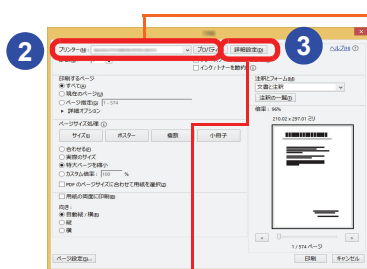 2
プリンター(N):
プロパティ
詳細設定(D)
3
ヘルプ(H)
インク/トナーを節約
印刷するページ
すべて(A)
現在のページ(U)
ページ指定(G) 1 - 574
詳細オプション
ページサイズ処理
サイズ(I) ポスター 複数 小冊子
合わせる(F)
実際のサイズ
特大ページを縮小
カスタム倍率: 100 %
PDF のページサイズに合わせて用紙を選択(Z)
用紙の両面に印刷(B)
向き:
自動縦 / 横(R)
縦
横
注釈とフォーム(M)
文書と注釈
注釈の一覧(T)
倍率: 96%
210.02 x 297.01 ミリ
1 / 574 ページ
ページ設定(S)...
印刷 キャンセル